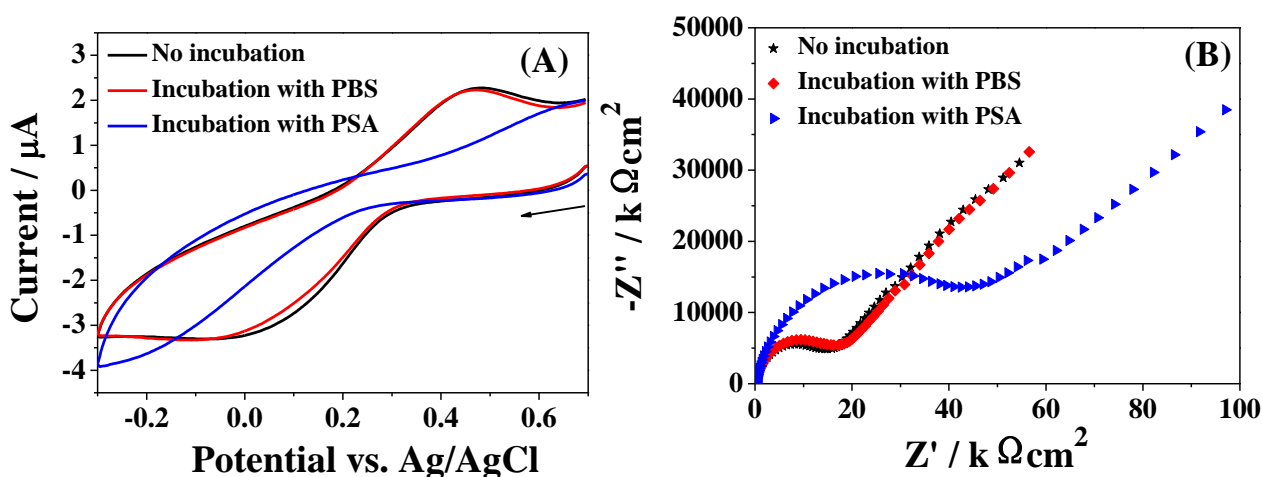 No incubation
Incubation with PBS
Incubation with PSA
(A)
3
2
1
0
-1
-2
-3
-4
Current / μA
-0.2 0.0 0.2 0.4 0.6
Potential vs. Ag/AgCl
No incubation
Incubation with PBS
Incubation with PSA
(B)
50000
40000
30000
20000
10000
0
-Z'' / k Ωcm²
0 20 40 60 80 100
Z' / k Ωcm²